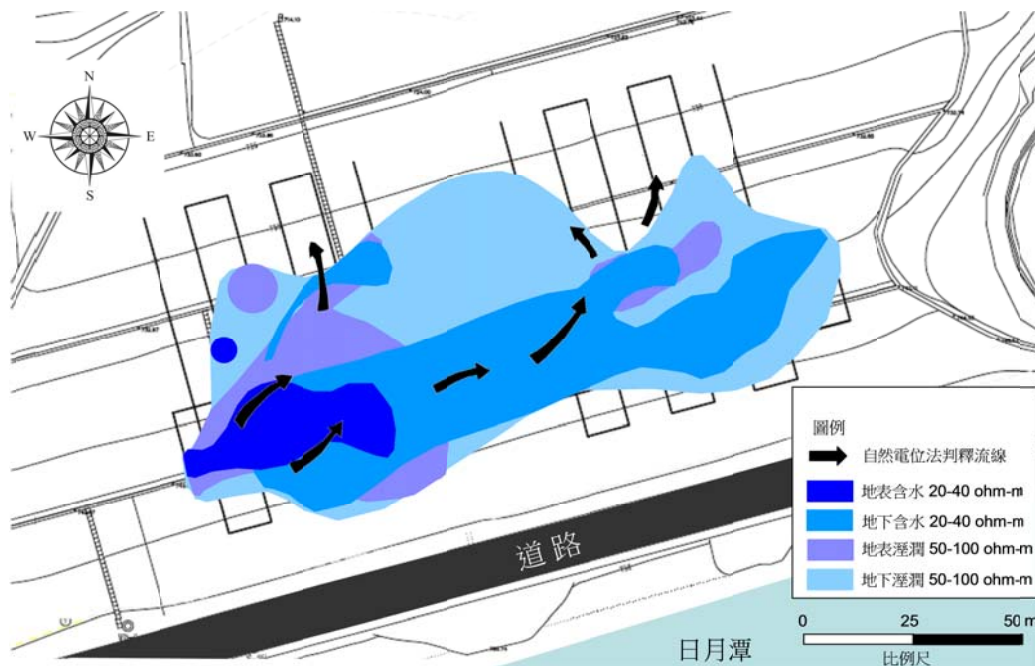 N
W E
S
圖例
自然電位法判釋流線
地表含水 20-40 ohm-m
地下含水 20-40 ohm-m
地表溼潤 50-100 ohm-m
地下溼潤 50-100 ohm-m
0 25 50 m
比例尺
道路
日月潭